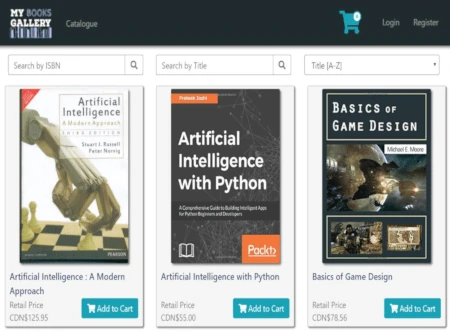 MY BOOKS
GALLERY
Catalogue
0
Login
Register
Search by ISBN
Search by Title
Title (A-Z)
Artificial
Intelligence
A Modern Approach
THIRD EDITION
Stuart J. Russell
Peter Norvig
PEARSON
Prateek Joshi
Artificial
Intelligence
with Python
A Comprehensive Guide to Building Intelligent Apps
for Python Beginners and Developers
Packt>
BASICS OF
GAME DESIGN
Michael E. Moore
Artificial Intelligence : A Modern
Approach
Retail Price
CDN$125.95
Add to Cart
Artificial Intelligence with Python
Retail Price
CDN$55.00
Add to Cart
Basics of Game Design
Retail Price
CDN$78.56
Add to Cart